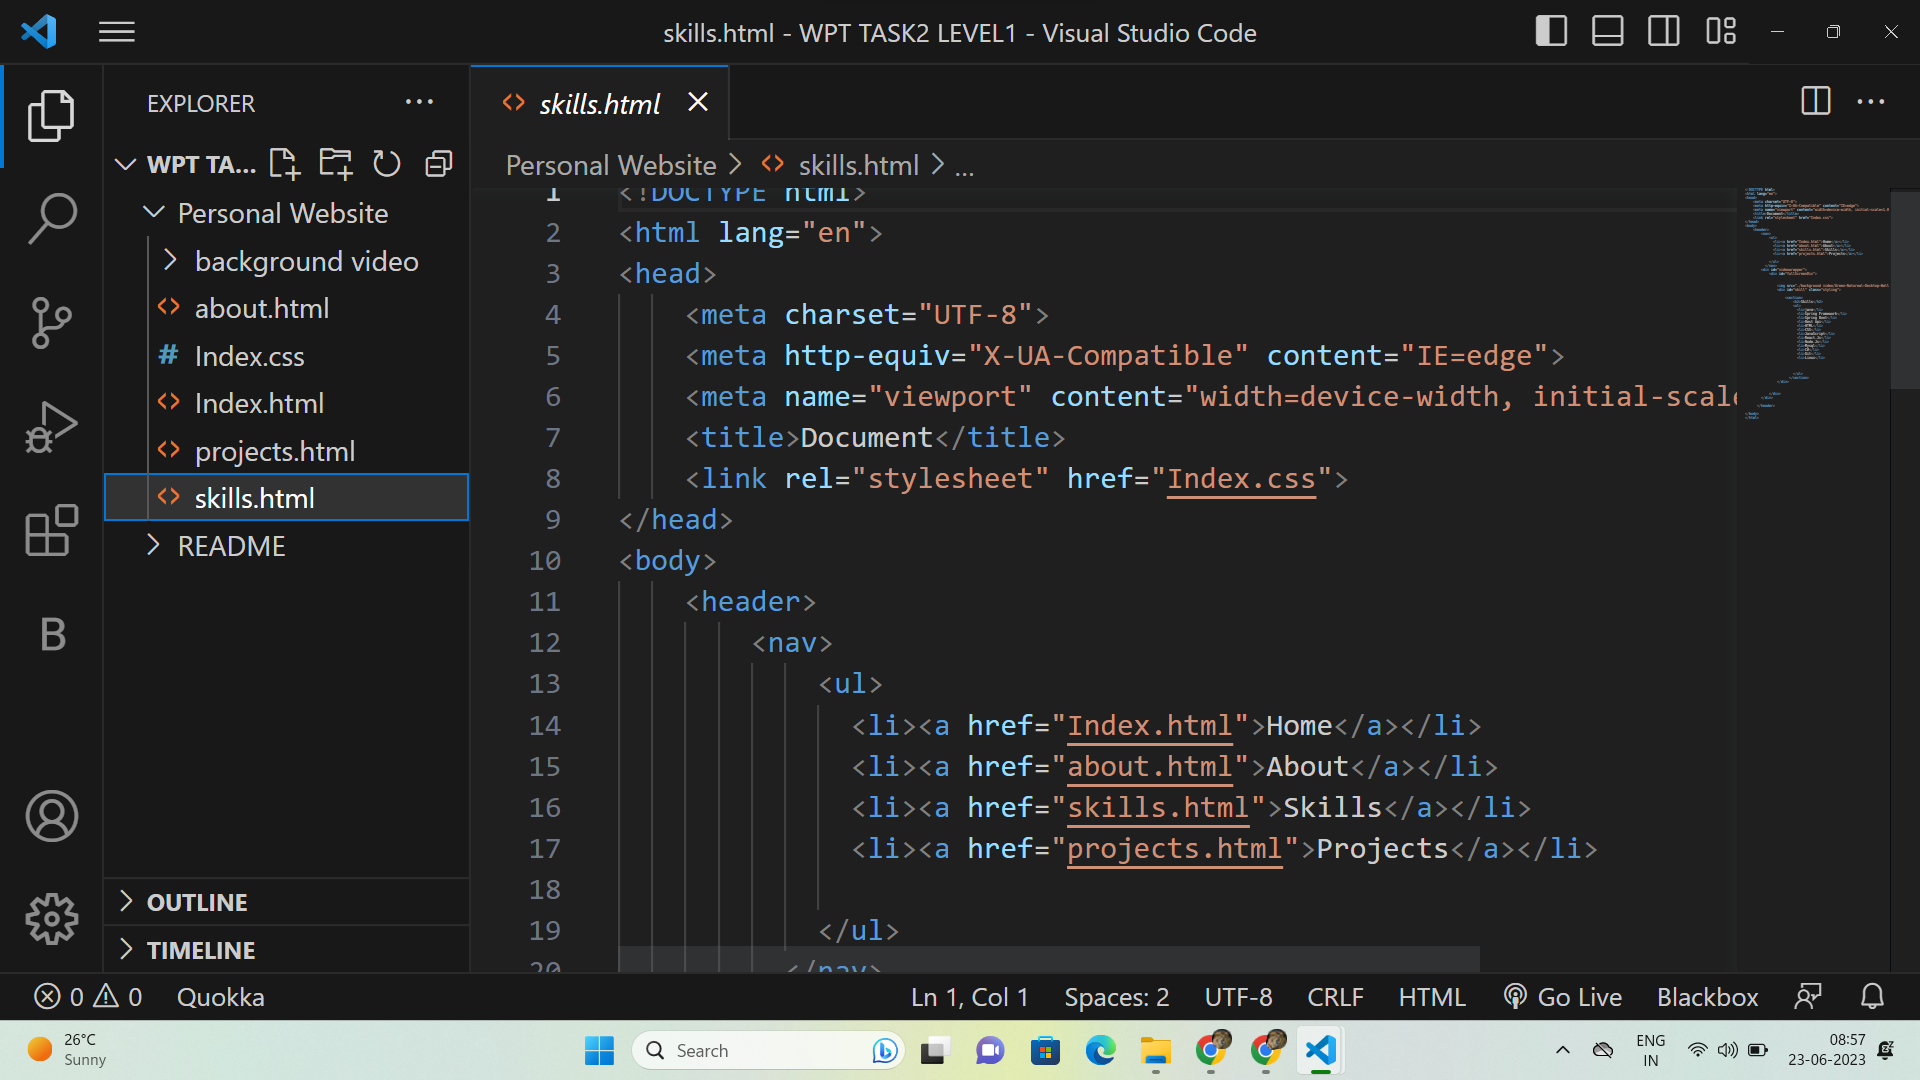 skills.html - WPT TASK2 LEVEL1 - Visual Studio Code
EXPLORER
WPT TA...
Personal Website
background video
about.html
Index.css
Index.html
projects.html
skills.html
README
OUTLINE
TIMELINE
skills.html
Personal Website > skills.html > ...
1 <!DOCTYPE html>
2 <html lang="en">
3 <head>
4 <meta charset="UTF-8">
5 <meta http-equiv="X-UA-Compatible" content="IE=edge">
6 <meta name="viewport" content="width=device-width, initial-scale
7 <title>Document</title>
8 <link rel="stylesheet" href="Index.css">
9 </head>
10 <body>
11 <header>
12 <nav>
13 <ul>
14 <li><a href="Index.html">Home</a></li>
15 <li><a href="about.html">About</a></li>
16 <li><a href="skills.html">Skills</a></li>
17 <li><a href="projects.html">Projects</a></li>
18
19 </ul>
20 </nav>
B
0 0 Quokka Ln 1, Col 1 Spaces: 2 UTF-8 CRLF HTML Go Live Blackbox
26°C
Sunny
Search
ENG
IN
08:57
23-06-2023